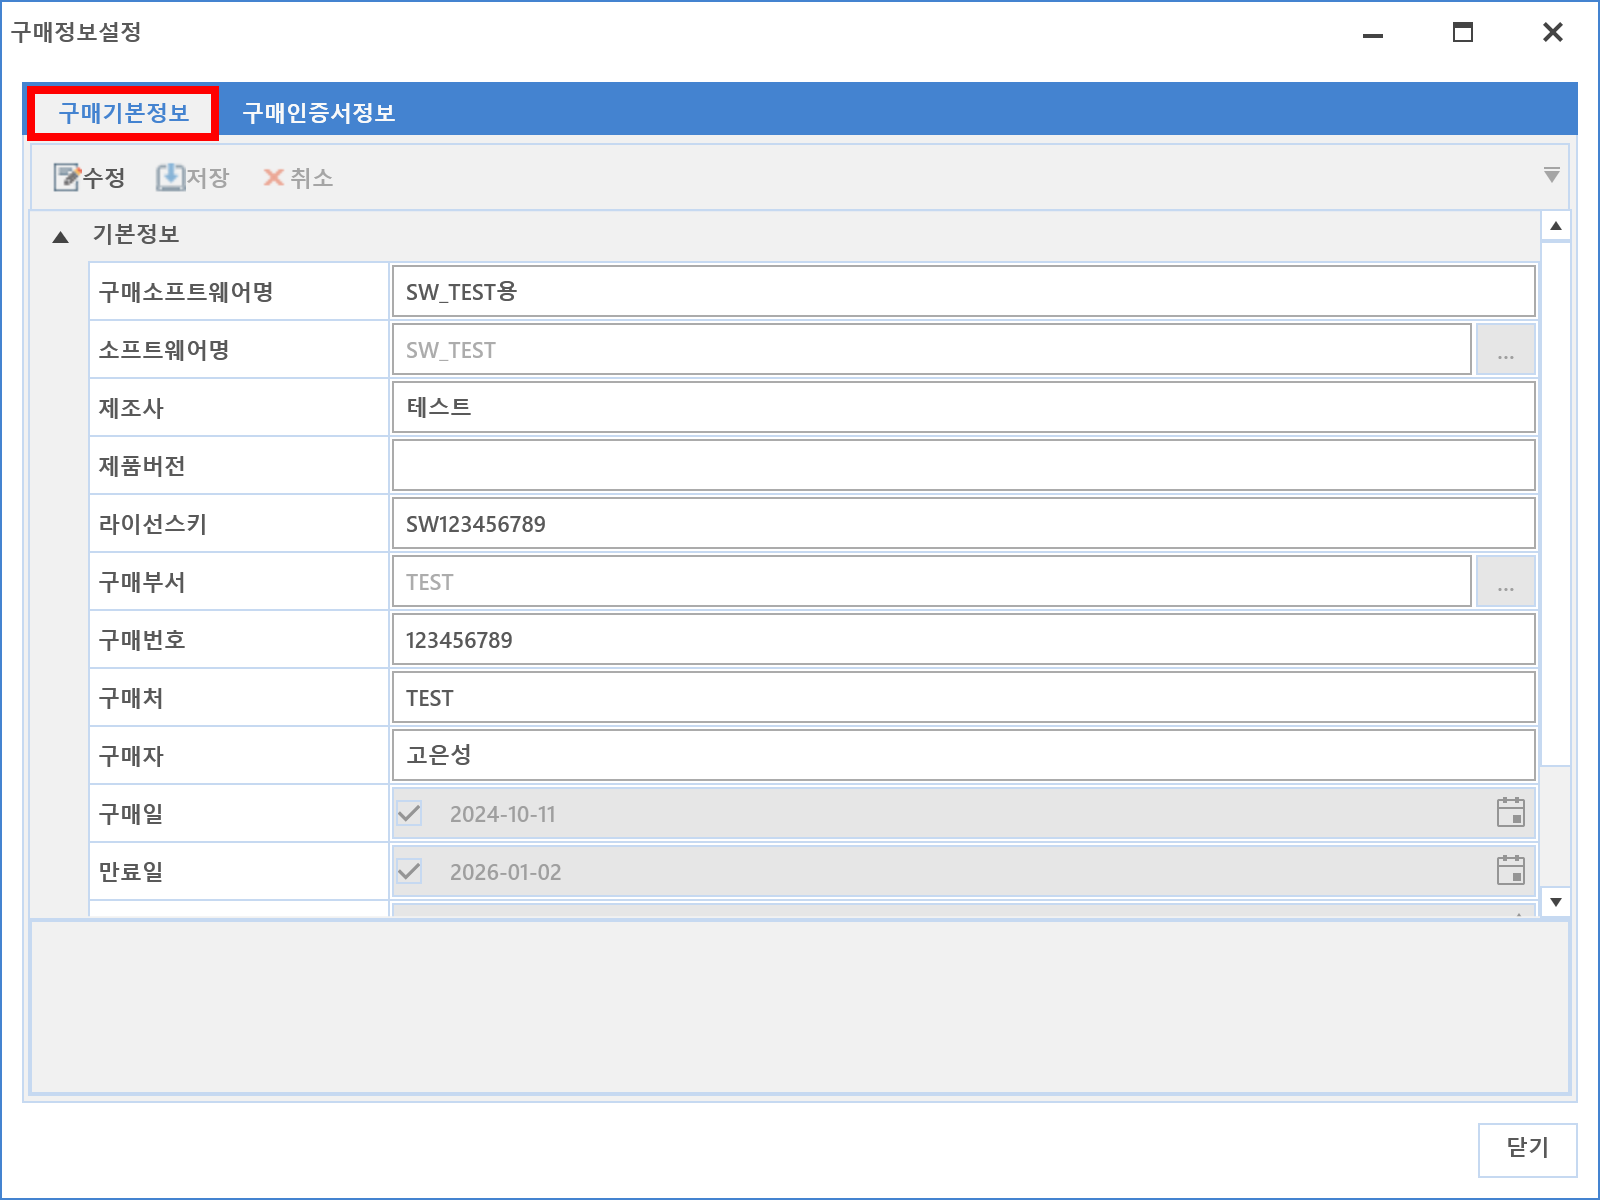 구매정보설정
구매기본정보 구매인증서정보
수정 저장 취소
기본정보
구매소프트웨어명 SW_TEST용
소프트웨어명 SW_TEST ...
제조사 테스트
제품버전
라이선스키 SW123456789
구매부서 TEST ...
구매번호 123456789
구매처 TEST
구매자 고은성
구매일 2024-10-11
만료일 2026-01-02
닫기